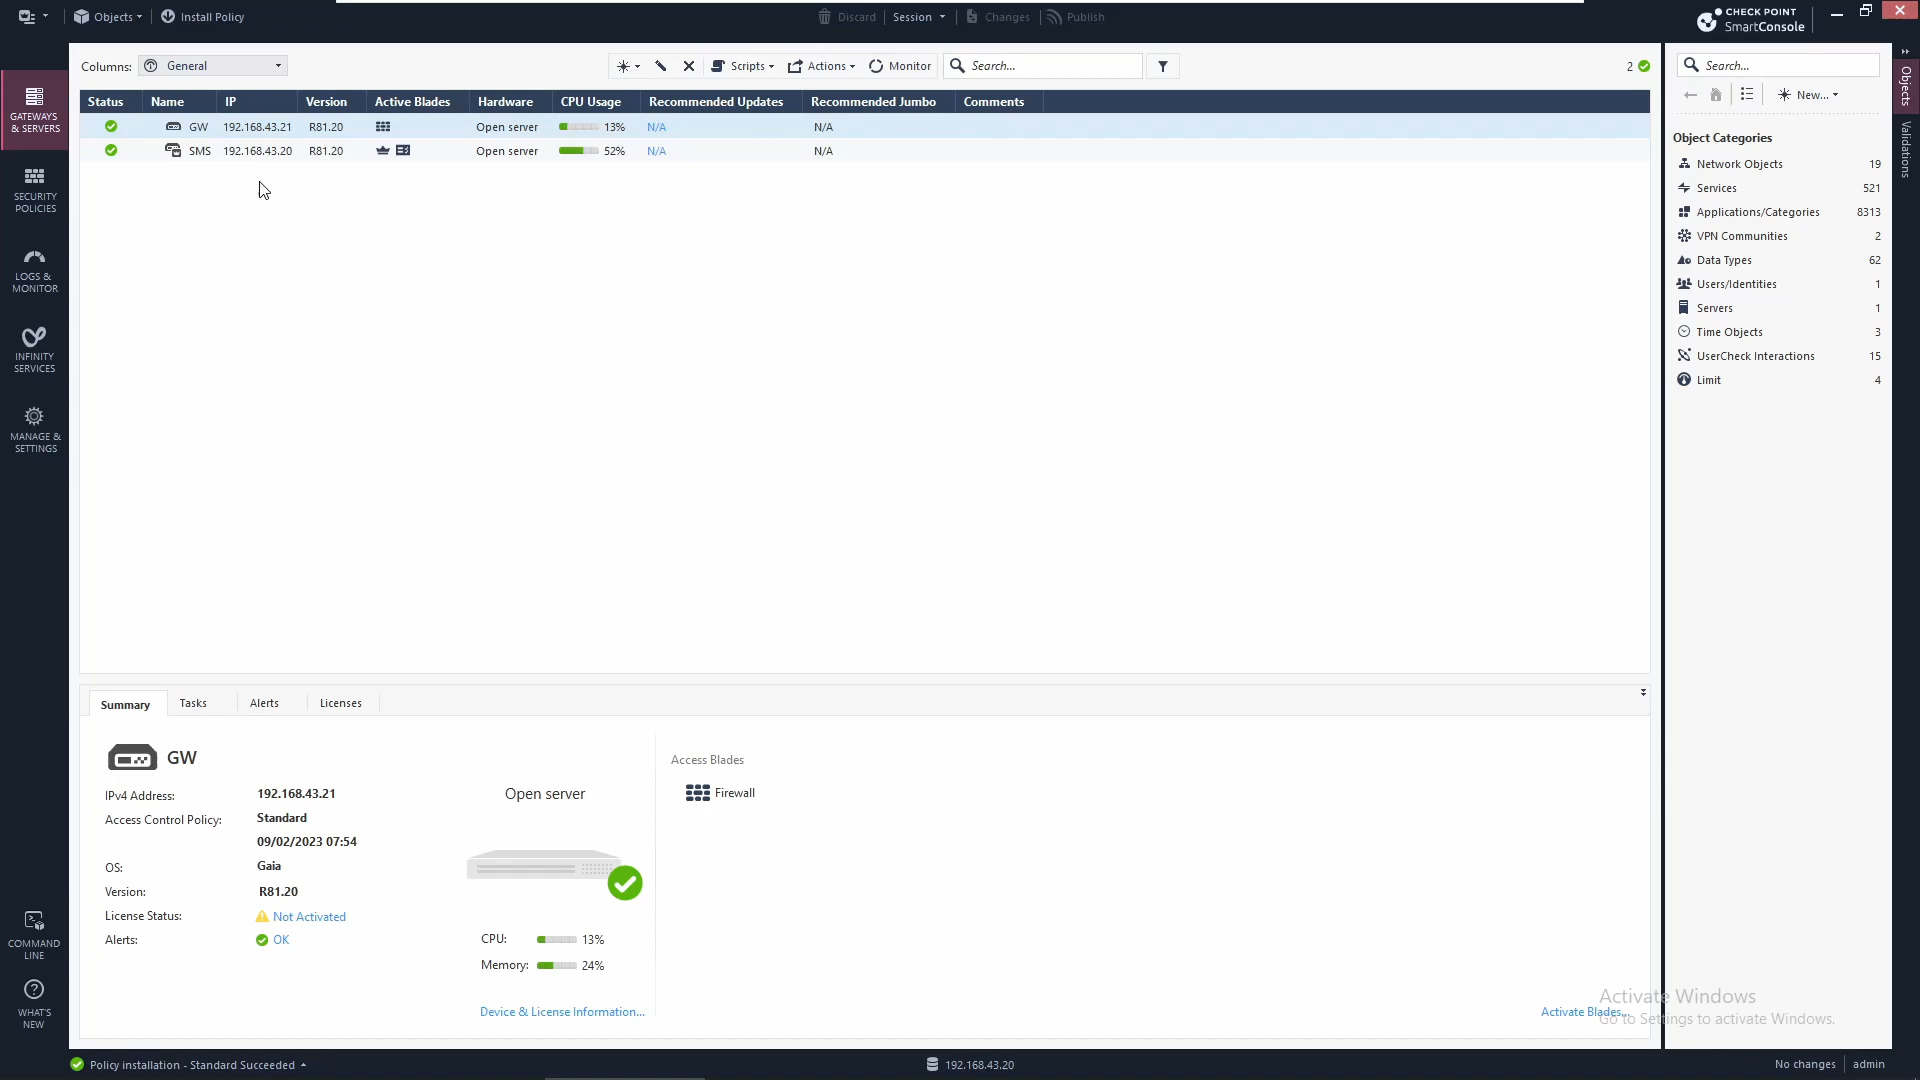 Objects
Install Policy
Discard
Session
Changes
Publish
CHECK POINT
SmartConsole
Columns:
General
Scripts
Actions
Monitor
Search...
2
Search...
Objects
GATEWAYS
& SERVERS
Status
Name
IP
Version
Active Blades
Hardware
CPU Usage
Recommended Updates
Recommended Jumbo
Comments
New...
GW
192.168.43.21
R81.20
Open server
13%
N/A
N/A
SMS
192.168.43.20
R81.20
Open server
52%
N/A
N/A
Object Categories
Validations
Network Objects 19
Services 521
Applications/Categories 8313
VPN Communities 2
Data Types 62
Users/Identities 1
Servers 1
Time Objects 3
UserCheck Interactions 15
Limit 4
SECURITY
POLICIES
LOGS &
MONITOR
INFINITY
SERVICES
MANAGE &
SETTINGS
Summary
Tasks
Alerts
Licenses
GW
IPv4 Address: 192.168.43.21
Access Control Policy: Standard
09/02/2023 07:54
OS: Gaia
Version: R81.20
License Status: Not Activated
Alerts: OK
Open server
CPU: 13%
Memory: 24%
Device & License Information...
Access Blades
Firewall
Activate Blades...
Activate Windows
Go to Settings to activate Windows.
COMMAND
LINE
WHAT'S
NEW
Policy installation - Standard Succeeded
192.168.43.20
No changes
admin